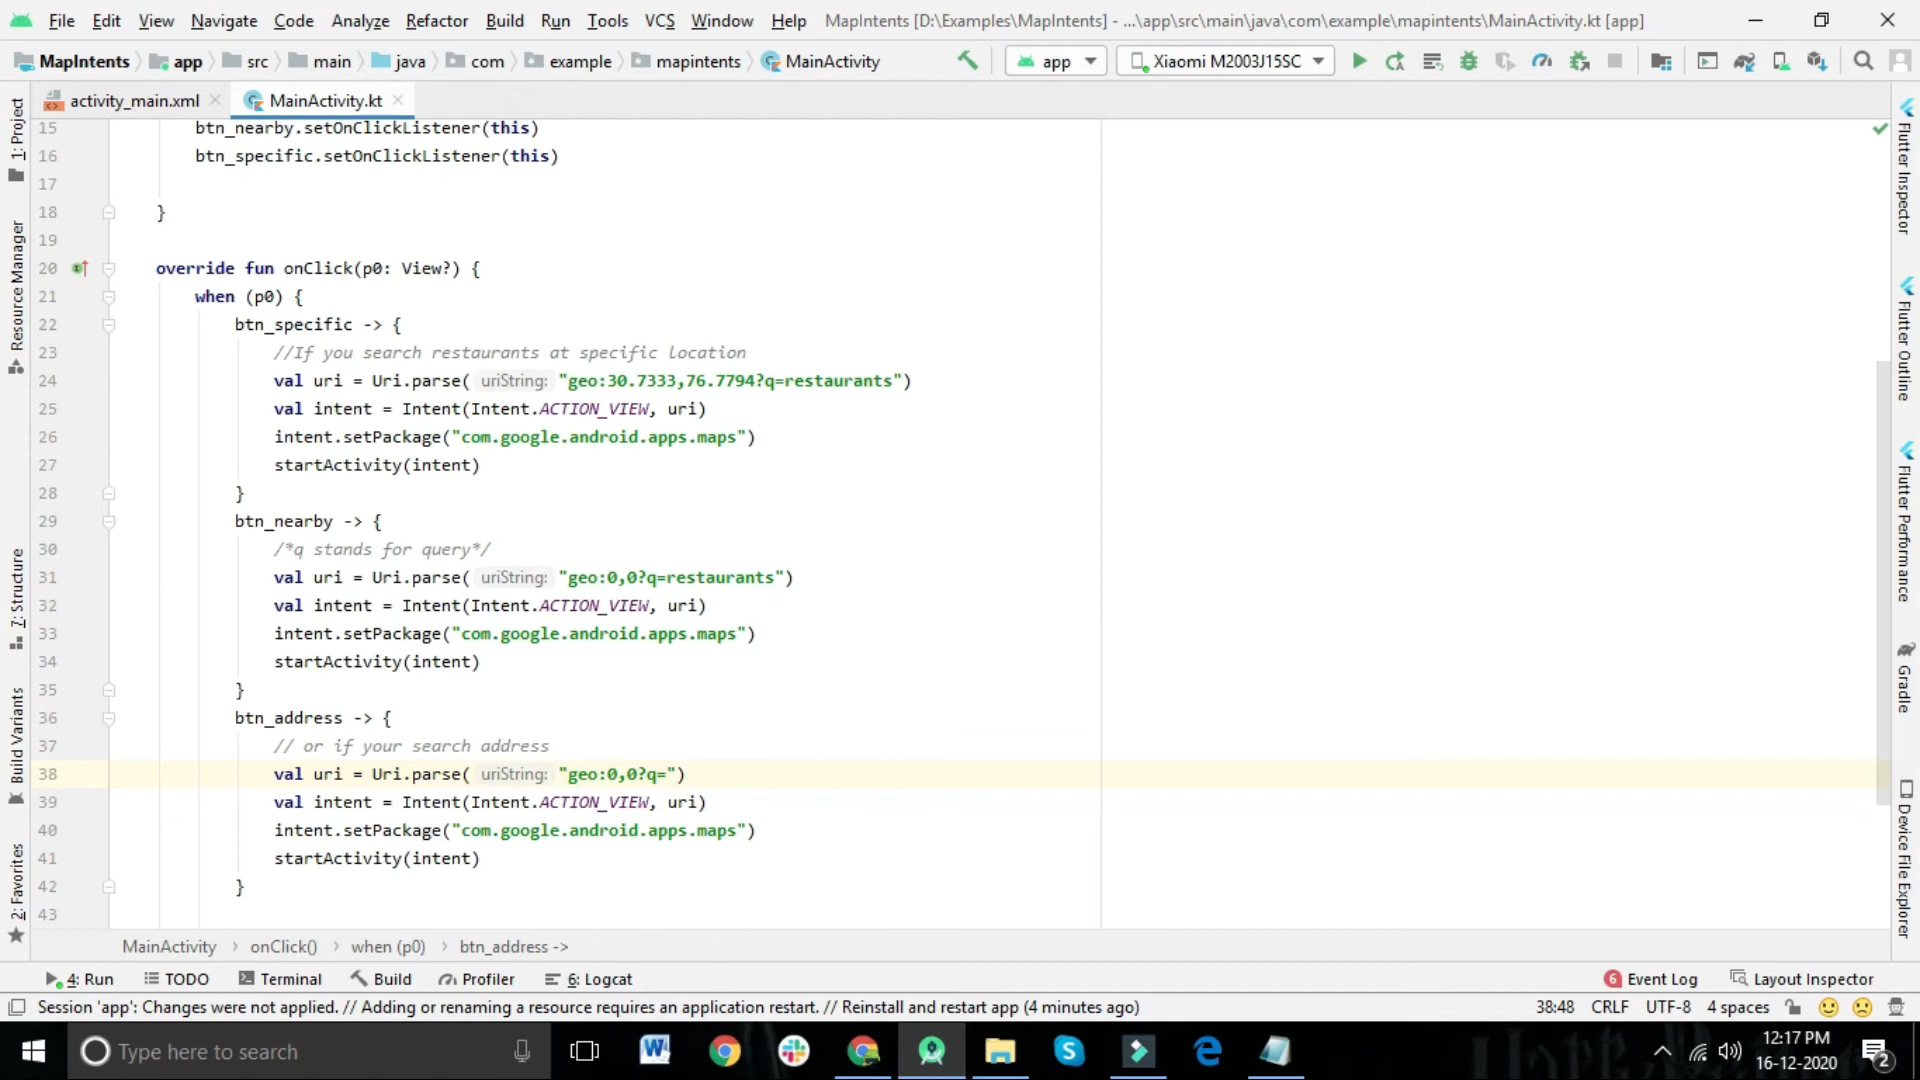 File Edit View Navigate Code Analyze Refactor Build Run Tools VCS Window Help MapIntents [D:\Examples\MapIntents] - ...\app\src\main\java\com\example\mapintents\MainActivity.kt [app]
MapIntents app src main java com example mapintents MainActivity app Xiaomi M2003J15SC
activity_main.xml MainActivity.kt
1: Project
Resource Manager
7: Structure
Build Variants
2: Favorites
15 btn_nearby.setOnClickListener(this)
16 btn_specific.setOnClickListener(this)
17
18 }
19
20 override fun onClick(p0: View?) {
21 when (p0) {
22 btn_specific -> {
23 //If you search restaurants at specific location
24 val uri = Uri.parse( uriString: "geo:30.7333,76.7794?q=restaurants")
25 val intent = Intent(Intent.ACTION_VIEW, uri)
26 intent.setPackage("com.google.android.apps.maps")
27 startActivity(intent)
28 }
29 btn_nearby -> {
30 /*q stands for query*/
31 val uri = Uri.parse( uriString: "geo:0,0?q=restaurants")
32 val intent = Intent(Intent.ACTION_VIEW, uri)
33 intent.setPackage("com.google.android.apps.maps")
34 startActivity(intent)
35 }
36 btn_address -> {
37 // or if your search address
38 val uri = Uri.parse( uriString: "geo:0,0?q=")
39 val intent = Intent(Intent.ACTION_VIEW, uri)
40 intent.setPackage("com.google.android.apps.maps")
41 startActivity(intent)
42 }
43
Flutter Inspector
Flutter Outline
Flutter Performance
Gradle
Device File Explorer
MainActivity › onClick() › when (p0) › btn_address ->
4: Run TODO Terminal Build Profiler 6: Logcat 6 Event Log Layout Inspector
Session 'app': Changes were not applied. // Adding or renaming a resource requires an application restart. // Reinstall and restart app (4 minutes ago) 38:48 CRLF UTF-8 4 spaces
Type here to search
12:17 PM
16-12-2020
2